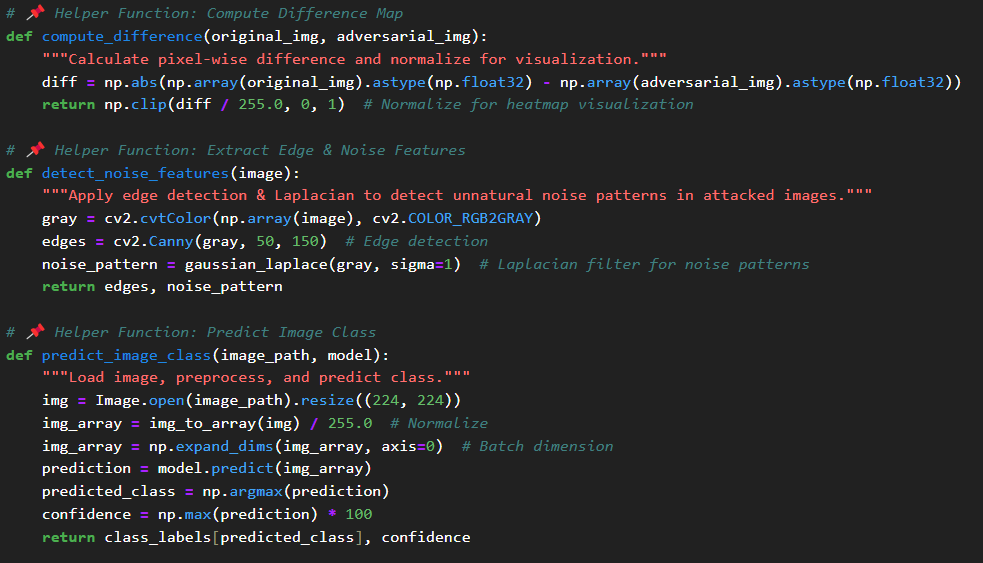 # 📌 Helper Function: Compute Difference Map
def compute_difference(original_img, adversarial_img):
    """Calculate pixel-wise difference and normalize for visualization."""
    diff = np.abs(np.array(original_img).astype(np.float32) - np.array(adversarial_img).astype(np.float32))
    return np.clip(diff / 255.0, 0, 1)  # Normalize for heatmap visualization

# 📌 Helper Function: Extract Edge & Noise Features
def detect_noise_features(image):
    """Apply edge detection & Laplacian to detect unnatural noise patterns in attacked images."""
    gray = cv2.cvtColor(np.array(image), cv2.COLOR_RGB2GRAY)
    edges = cv2.Canny(gray, 50, 150)  # Edge detection
    noise_pattern = gaussian_laplace(gray, sigma=1)  # Laplacian filter for noise patterns
    return edges, noise_pattern

# 📌 Helper Function: Predict Image Class
def predict_image_class(image_path, model):
    """Load image, preprocess, and predict class."""
    img = Image.open(image_path).resize((224, 224))
    img_array = img_to_array(img) / 255.0  # Normalize
    img_array = np.expand_dims(img_array, axis=0)  # Batch dimension
    prediction = model.predict(img_array)
    predicted_class = np.argmax(prediction)
    confidence = np.max(prediction) * 100
    return class_labels[predicted_class], confidence